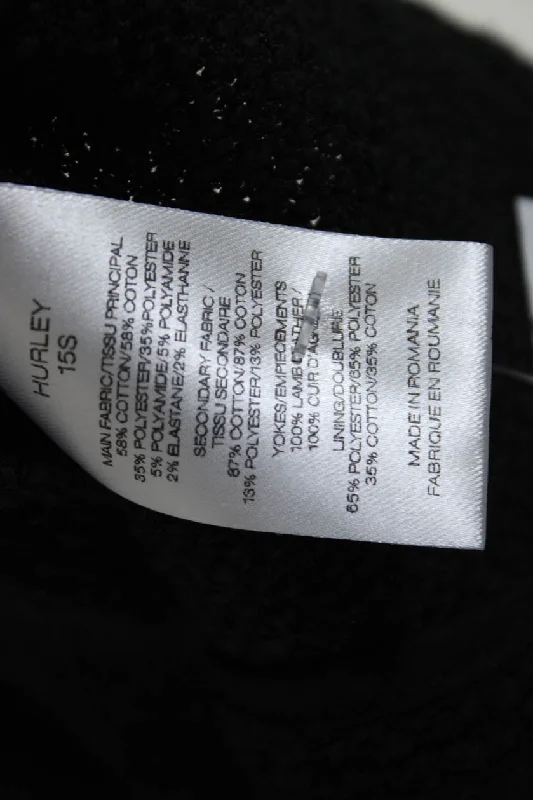 HURLEY
15S
MAIN FABRIC/TISSU PRINCIPAL
58% COTTON/58% COTON
35% POLYESTER/35%POLYESTER
5% POLYAMIDE/5% POLYAMIDE
2% ELASTANE/2% ELASTHANNE
SECONDARY FABRIC /
TISSU SECONDAIRE
87% COTTON/87% COTON
13% POLYESTER/13% POLYESTER
YOKES/EMPIECEMENTS
100% LAMB
100% CUIR
LINING/DOUBLURE
65% POLYESTER/65% POLYESTER
35% COTTON/35% COTON
MADE IN ROMANIA
FABRIQUE EN ROUMANIE